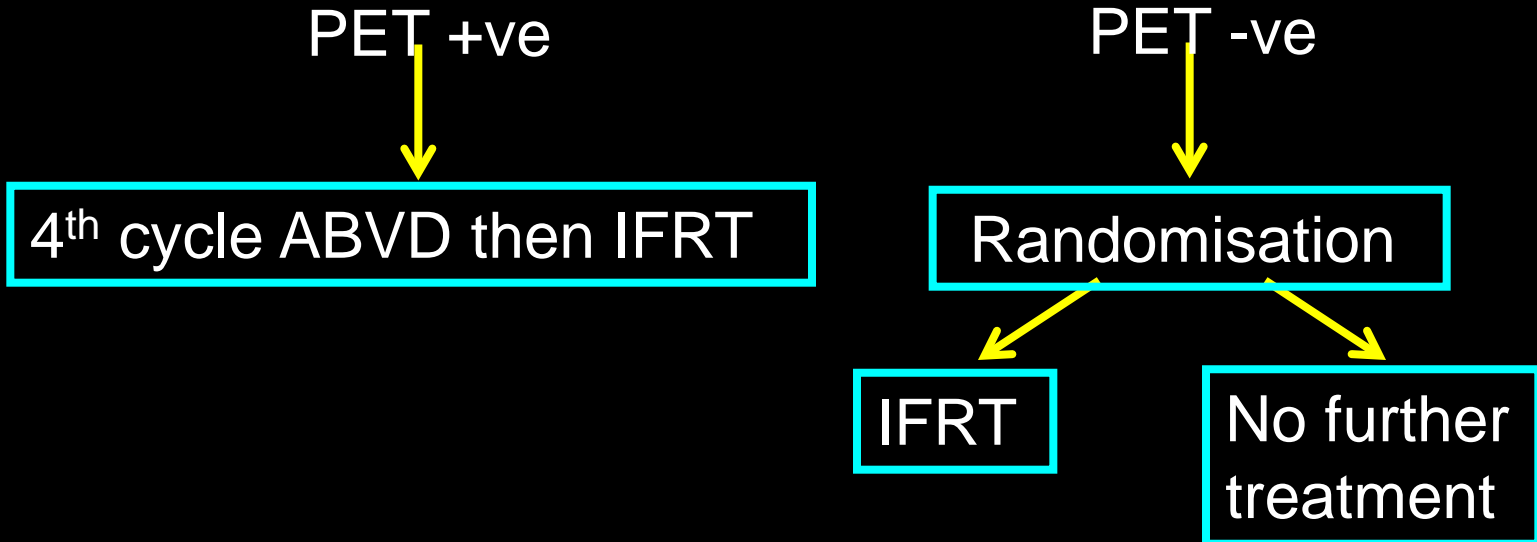 PET +ve
PET -ve
4th cycle ABVD then IFRT
Randomisation
IFRT
No further
treatment